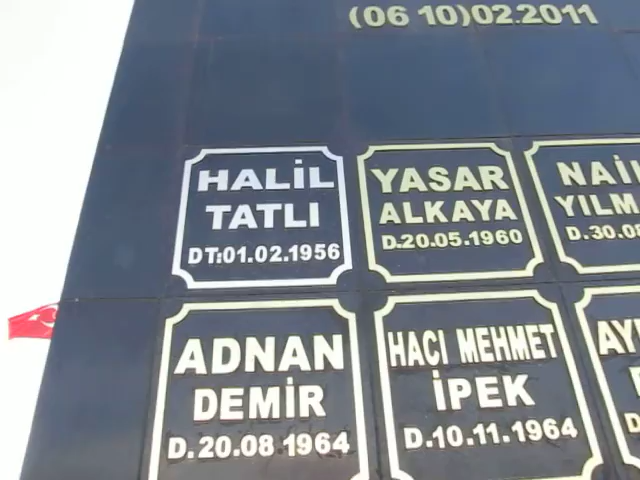 (06 10)02.2011
HALİL
TATLI
DT:01.02.1956
YASAR
ALKAYA
D.20.05.1960
ADNAN
DEMİR
D.20.08 1964
HACI MEHMET
İPEK
D.10.11.1964